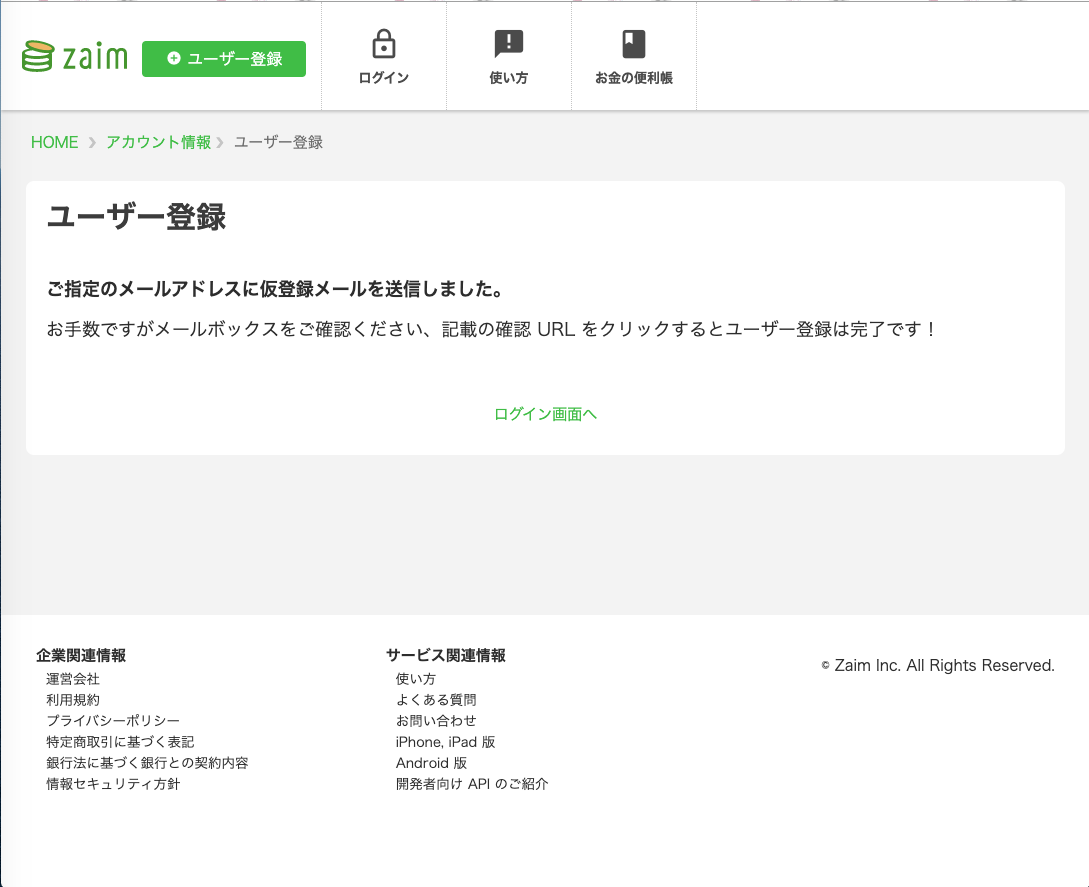 zaim
ユーザー登録
ログイン
使い方
お金の便利帳
HOME
アカウント情報
ユーザー登録
ユーザー登録
ご指定のメールアドレスに仮登録メールを送信しました。
お手数ですがメールボックスをご確認ください、記載の確認 URL をクリックするとユーザー登録は完了です！
ログイン画面へ
企業関連情報
運営会社
利用規約
プライバシーポリシー
特定商取引に基づく表記
銀行法に基づく銀行との契約内容
情報セキュリティ方針
サービス関連情報
使い方
よくある質問
お問い合わせ
iPhone, iPad 版
Android 版
開発者向け API のご紹介
© Zaim Inc. All Rights Reserved.